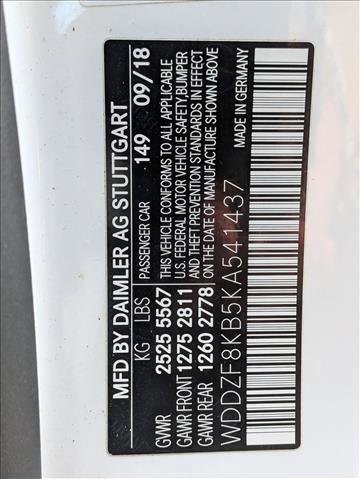 MFD BY DAIMLER AG STUTTGART
PASSENGER CAR 149 09/18
KG LBS
GVWR 2525 5567
GAWR FRONT 1275 2811
GAWR REAR 1260 2778
THIS VEHICLE CONFORMS TO ALL APPLICABLE
U.S. FEDERAL MOTOR VEHICLE SAFETY,BUMPER
AND THEFT PREVENTION STANDARDS IN EFFECT
ON THE DATE OF MANUFACTURE SHOWN ABOVE
WDDZF8KB5KA541437
MADE IN GERMANY